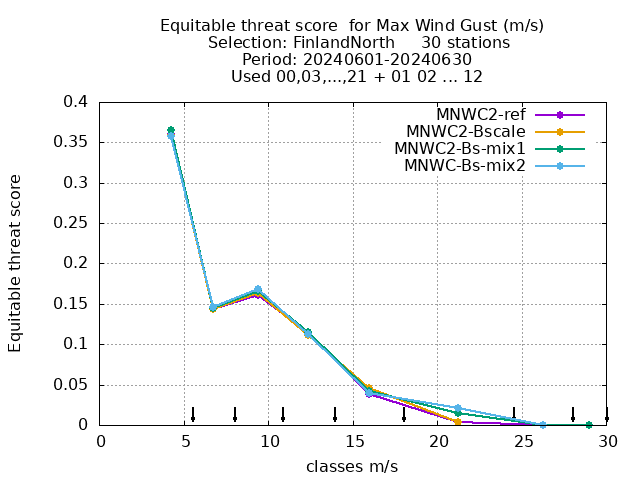 Equitable threat score  for Max Wind Gust (m/s)
Selection: FinlandNorth     30 stations
Period: 20240601-20240630
Used 00,03,...,21 + 01 02 ... 12
MNWC2-ref
MNWC2-Bscale
MNWC2-Bs-mix1
MNWC-Bs-mix2
Equitable threat score
0.4
0.35
0.3
0.25
0.2
0.15
0.1
0.05
0
0 5 10 15 20 25 30
classes m/s